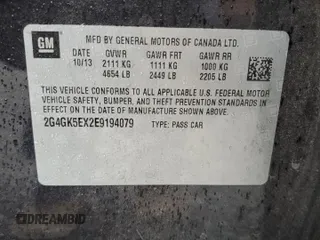 GM
MFD BY GENERAL MOTORS OF CANADA LTD.
DATE GVWR GAWR FRT GAWR RR
10/13 2111 KG 1111 KG 1000 KG
4654 LB 2449 LB 2205 LB
THIS VEHICLE CONFORMS TO ALL APPLICABLE U.S. FEDERAL MOTOR
VEHICLE SAFETY, BUMPER, AND THEFT PREVENTION STANDARDS IN
EFFECT ON THE DATE OF MANUFACTURE SHOWN ABOVE.
2G4GK5EX2E9194079 TYPE: PASS CAR
DREAMBID